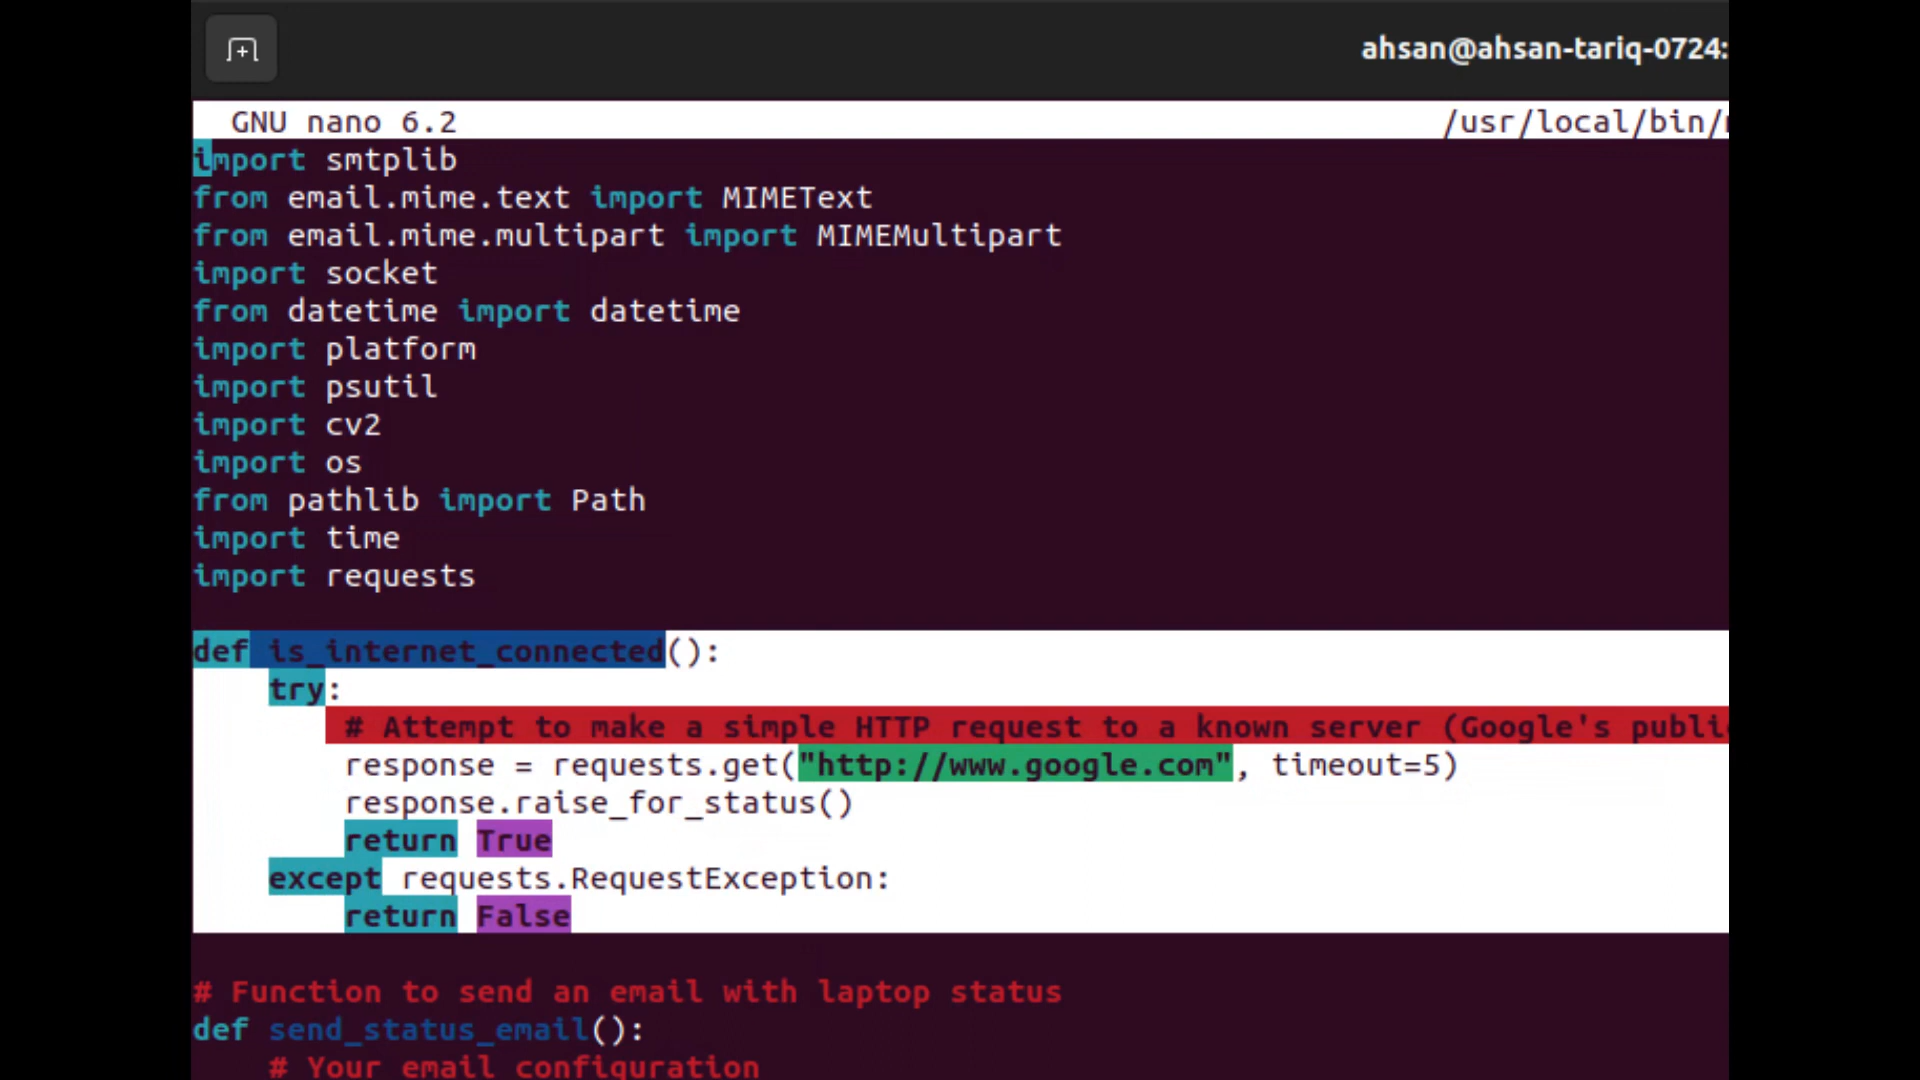 ahsan@ahsan-tariq-0724:
GNU nano 6.2 /usr/local/bin/
import smtplib
from email.mime.text import MIMEText
from email.mime.multipart import MIMEMultipart
import socket
from datetime import datetime
import platform
import psutil
import cv2
import os
from pathlib import Path
import time
import requests
def is_internet_connected():
    try:
        # Attempt to make a simple HTTP request to a known server (Google's
        response = requests.get("http://www.google.com", timeout=5)
        response.raise_for_status()
        return True
    except requests.RequestException:
        return False
# Function to send an email with laptop status
def send_status_email():
    # Your email configuration